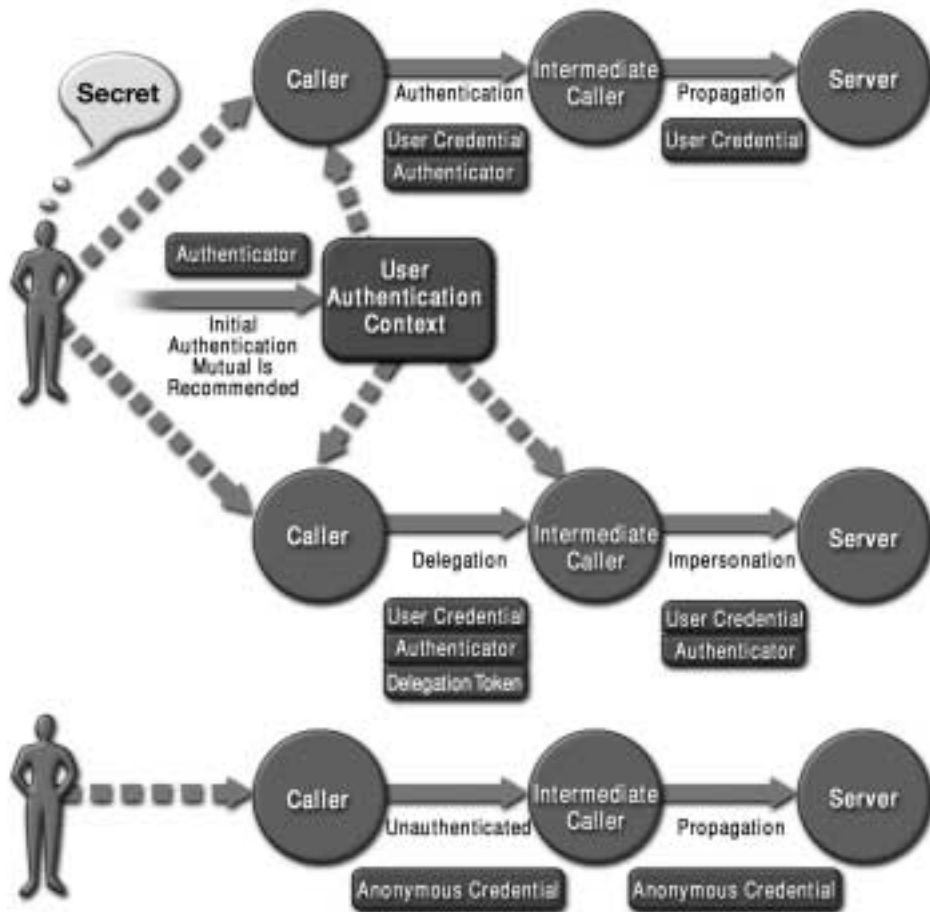 Secret
Caller
Authentication
User Credential
Authenticator
Intermediate
Caller
Propagation
User Credential
Server
Authenticator
Initial
Authentication
Mutual Is
Recommended
User
Authentication
Context
Caller
Delegation
User Credential
Authenticator
Delegation Token
Intermediate
Caller
Impersonation
User Credential
Authenticator
Server
Caller
Unauthenticated
Anonymous Credential
Intermediate
Caller
Propagation
Anonymous Credential
Server